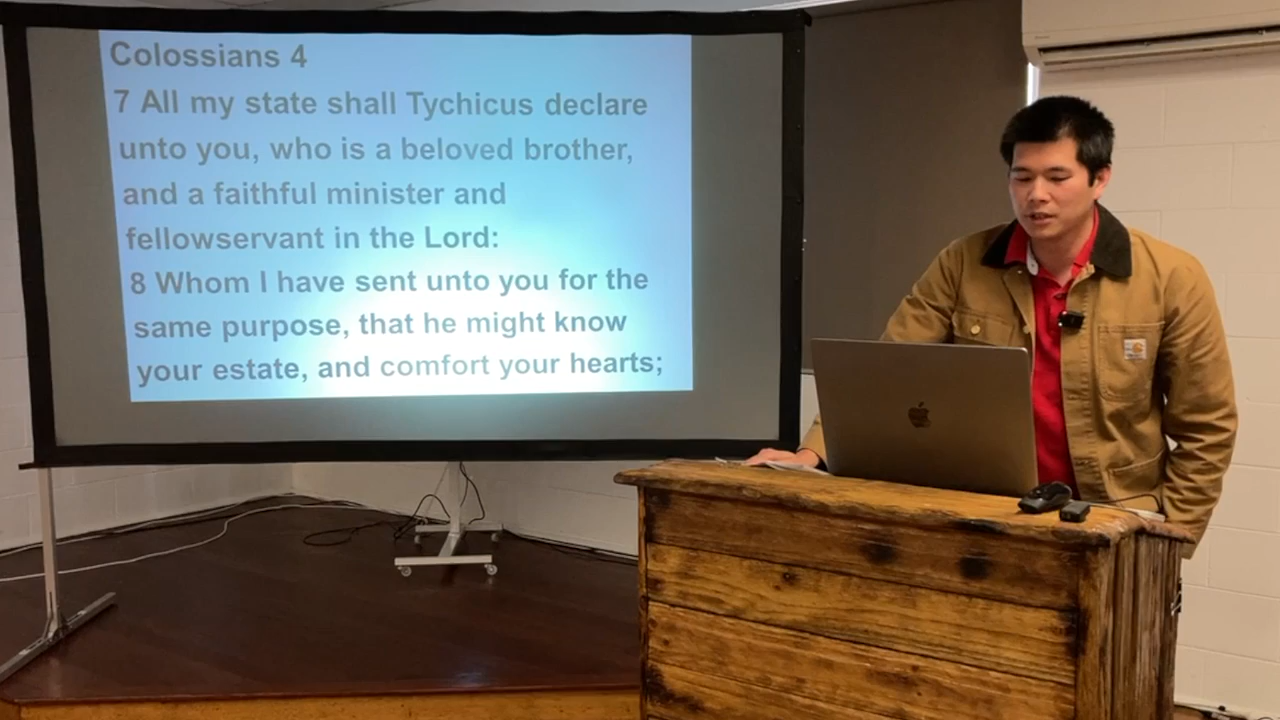 Colossians 4
7 All my state shall Tychicus declare
unto you, who is a beloved brother,
and a faithful minister and
fellowservant in the Lord:
8 Whom I have sent unto you for the
same purpose, that he might know
your estate, and comfort your hearts;